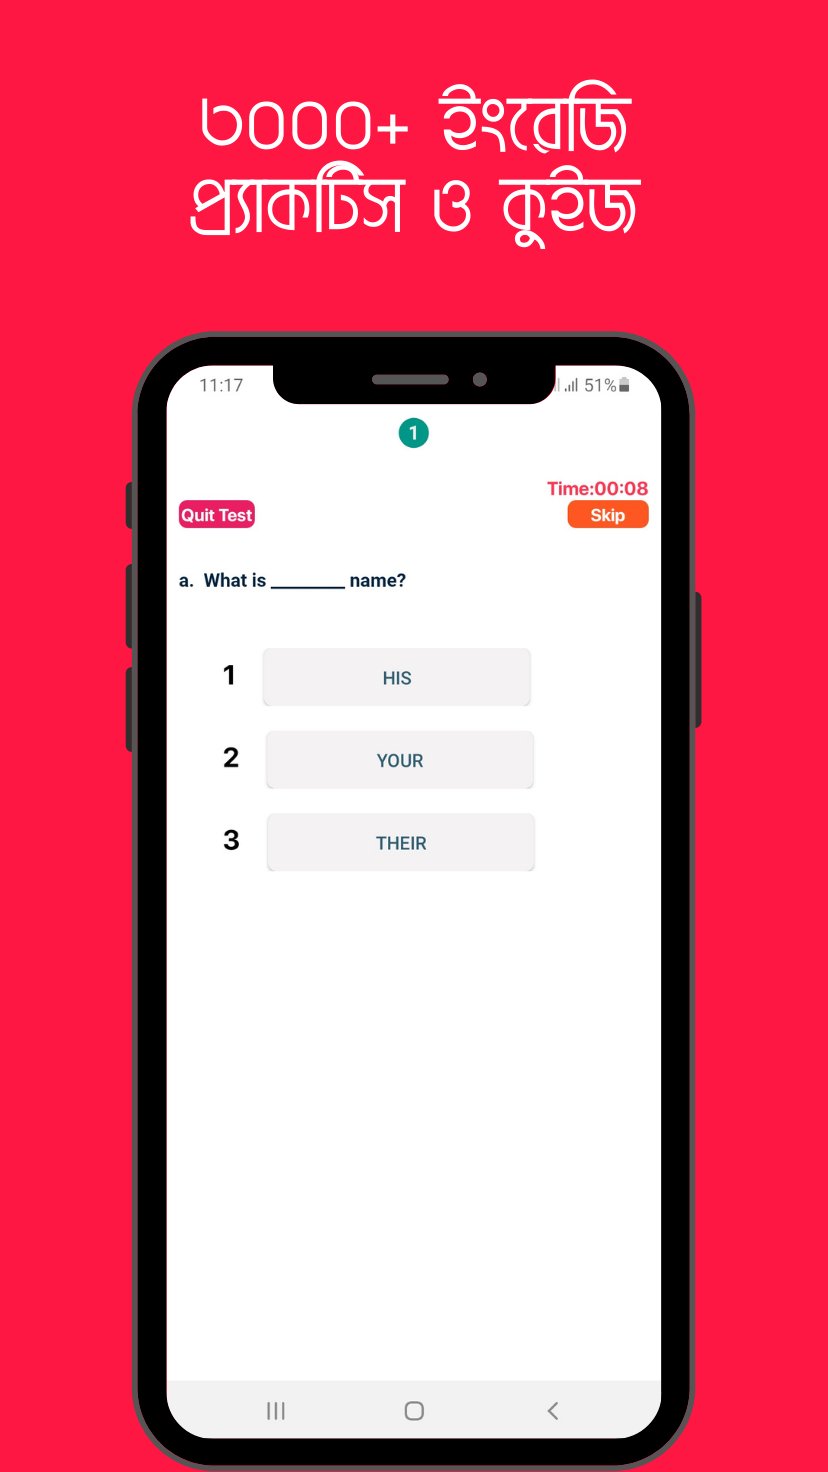 ৩০০০+ ইংরেজি
প্র্যাকটিস ও কুইজ
11:17 51%
1
Time:00:08
Quit Test Skip
a. What is ________ name?
1 HIS
2 YOUR
3 THEIR